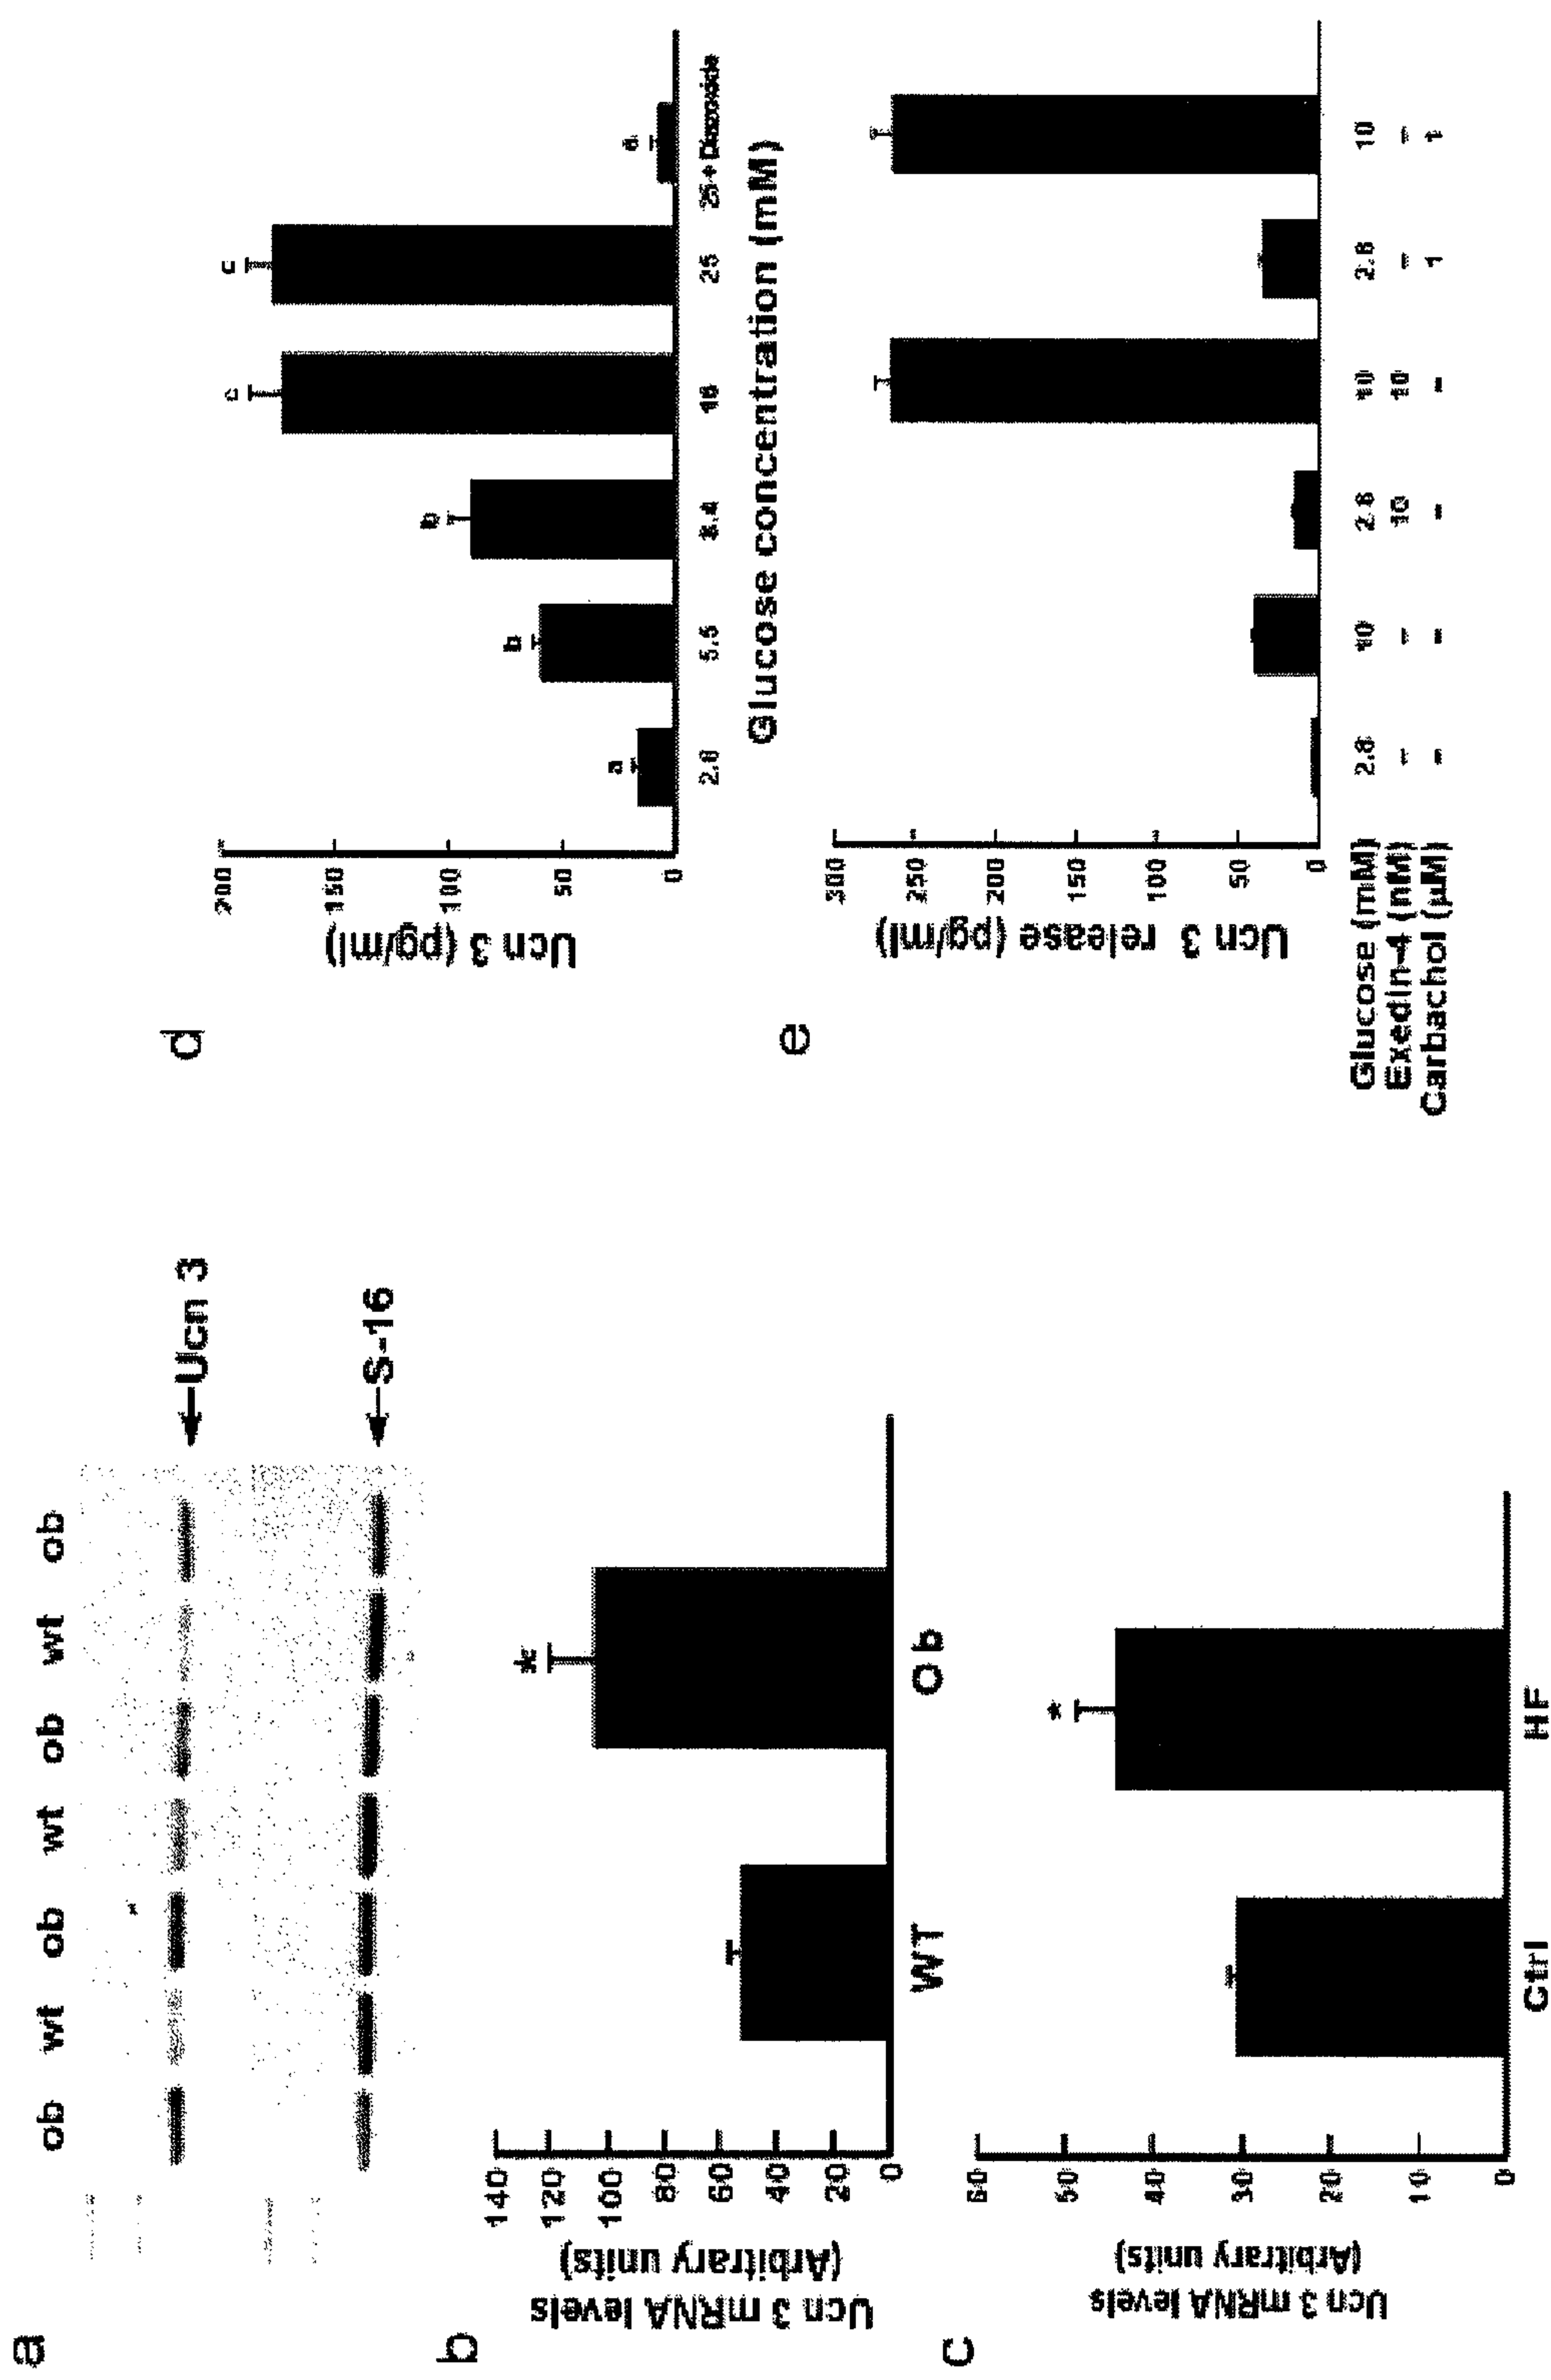 a
ob wt ob wt ob wt ob
Ucn 3
S-16
b
Ucn 3 mRNA levels
(Arbitrary units)
140
120
100
80
60
40
20
0
WT Ob
*
c
Ucn 3 mRNA levels
(Arbitrary units)
60
50
40
30
20
10
0
Ctrl HF
*
d
Ucn 3 (pg/ml)
200
150
100
50
0
a b b c c a
2.8 5.5 8.4 16 25 25 + Diazoxide
Glucose concentration (mM)
e
Ucn 3 release (pg/ml)
300
250
200
150
100
50
0
Glucose (mM) 2.8 10 2.8 10 2.8 10
Exedin-4 (nM) – – 10 10 – –
Carbachol (µM) – – – – 1 1